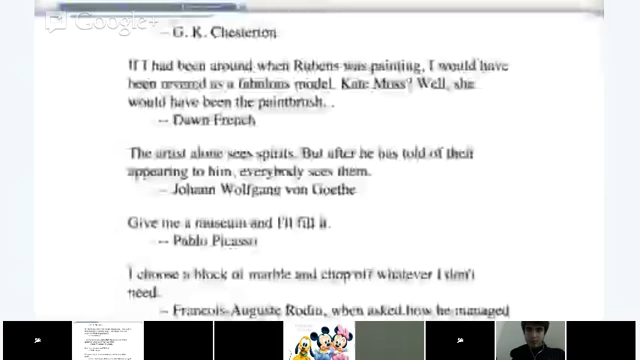 Google+
-- G. K. Chesterton
If I had been around when Rubens was painting, I would have
been revered as a fabulous model. Kate Moss? Well, she
would have been the paintbrush. .
-- Dawn French
The artist alone sees spirits. But after he has told of their
appearing to him, everybody sees them.
-- Johann Wolfgang von Goethe
Give me a museum and I'll fill it.
-- Pablo Picasso
I choose a block of marble and chop off whatever I don't
need.
-- Francois-Auguste Rodin, when asked how he managed